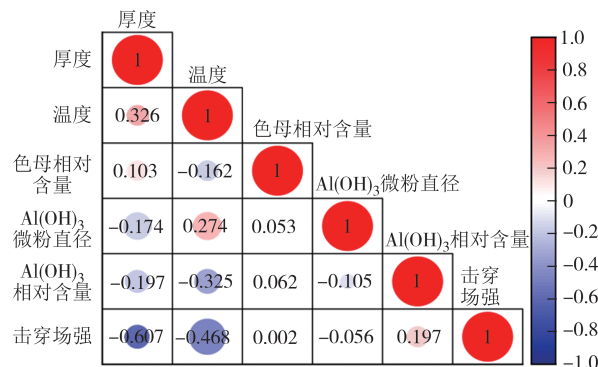 厚度
厚度 1
温度
温度 0.326 1
色母相对含量
色母相对
含量
0.103 −0.162 1
Al(OH)₃微粉直径
Al(OH)₃
微粉直径
−0.174 0.274 0.053 1
Al(OH)₃相对含量
Al(OH)₃
相对含量
−0.197 −0.325 0.062 −0.105 1
击穿
场强
击穿场强 −0.607 −0.468 0.002 −0.056 0.197 1
1.0
0.8
0.6
0.4
0.2
0
−0.2
−0.4
−0.6
−0.8
−1.0